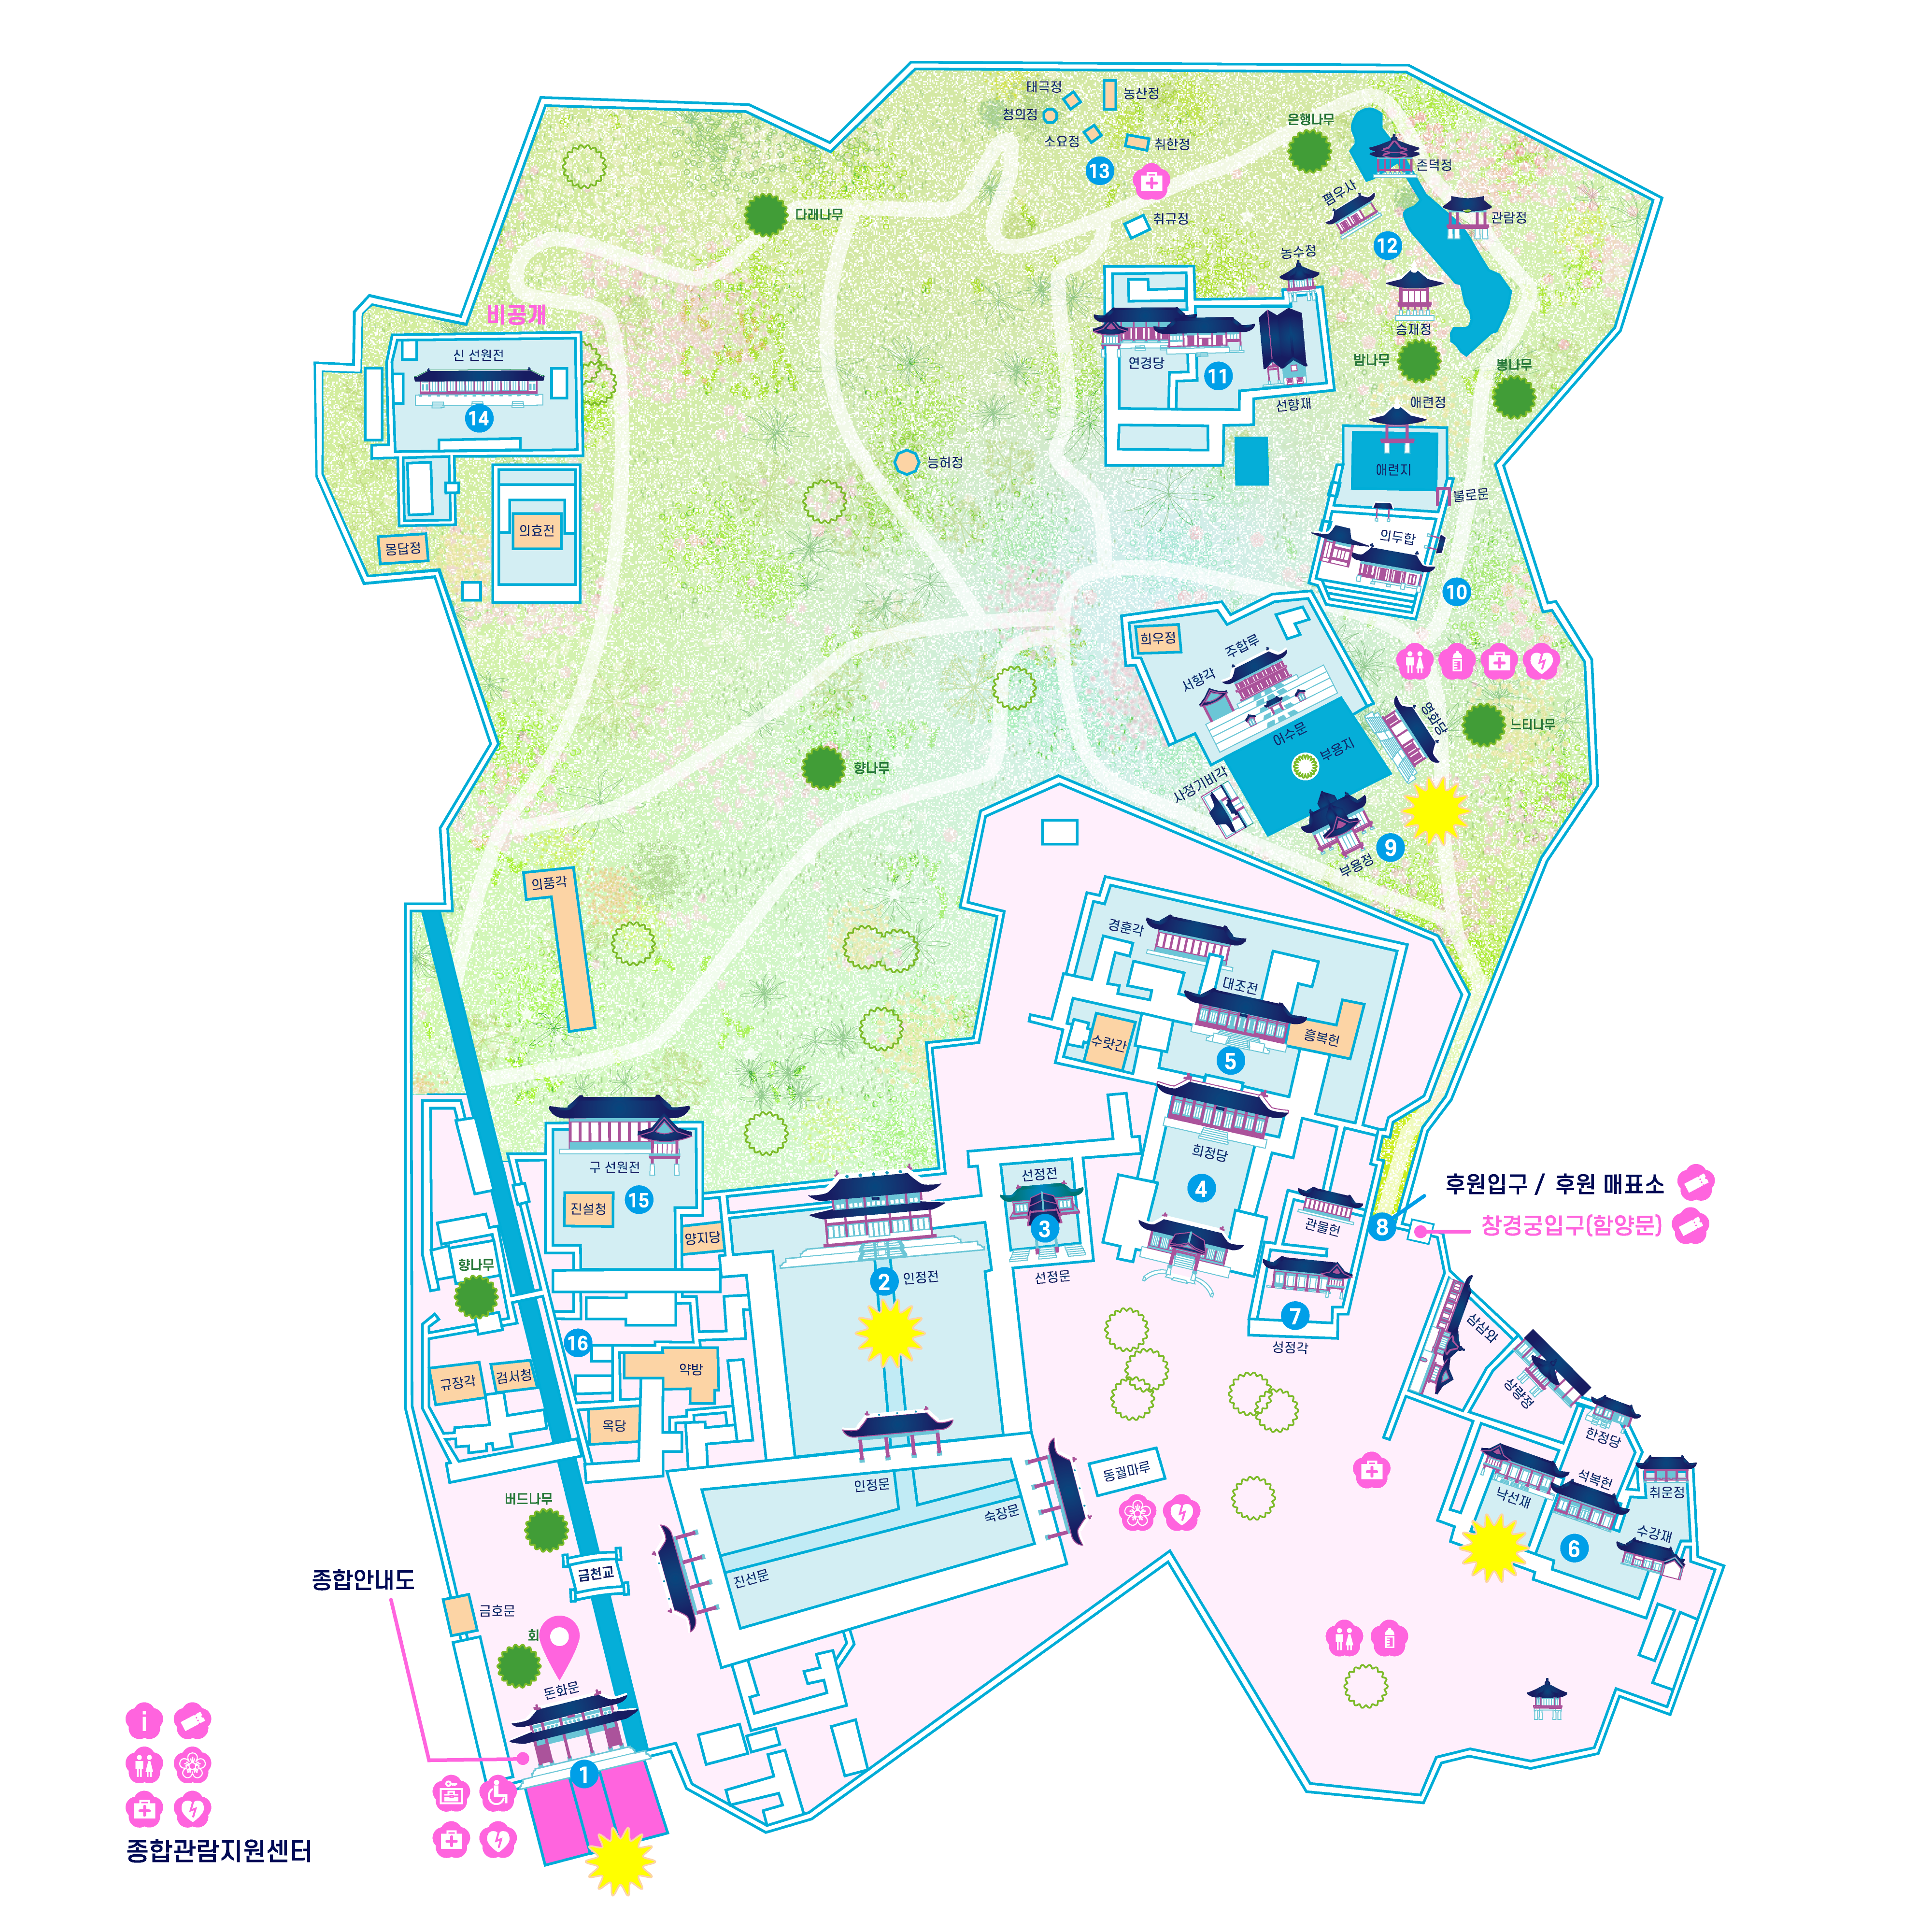 태극정
농산정
청의정
소요정
취한정
13
은행나무
존덕정
폄우사
관람정
12
다래나무
취규정
농수정
비공개
신 선원전
14
연경당
11
선향재
승재정
밤나무
뽕나무
애련정
애련지
불로문
능허정
의효전
몽답정
의두합
10
희우정
주합루
서향각
어수문
부용지
영화당
느티나무
사정기비각
부용정
9
향나무
의풍각
경훈각
대조전
수랏간
흥복헌
5
희정당
4
선정전
3
선정문
관물헌
7
성정각
8
후원입구 / 후원 매표소
창경궁입구(함양문)
구 선원전
진설청
15
양지당
인정전
2
향나무
16
규장각
검서청
약방
옥당
인정문
숙장문
진선문
동궐마루
삼삼와
상량정
한정당
석복헌
취운정
낙선재
수강재
6
버드나무
금천교
종합안내도
금호문
회
돈화문
1
종합관람지원센터